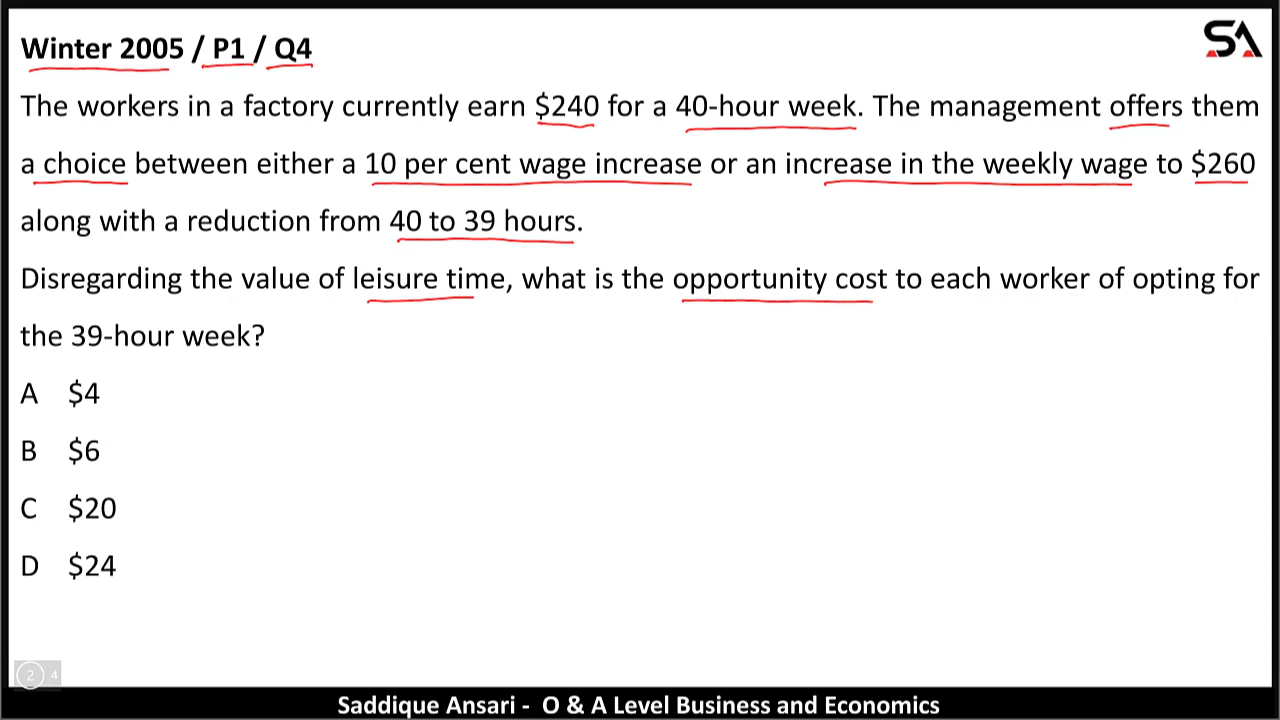 Winter 2005 / P1 / Q4
SA
The workers in a factory currently earn $240 for a 40-hour week. The management offers them
a choice between either a 10 per cent wage increase or an increase in the weekly wage to $260
along with a reduction from 40 to 39 hours.
Disregarding the value of leisure time, what is the opportunity cost to each worker of opting for
the 39-hour week?
A $4
B $6
C $20
D $24
2 4
Saddique Ansari - O & A Level Business and Economics